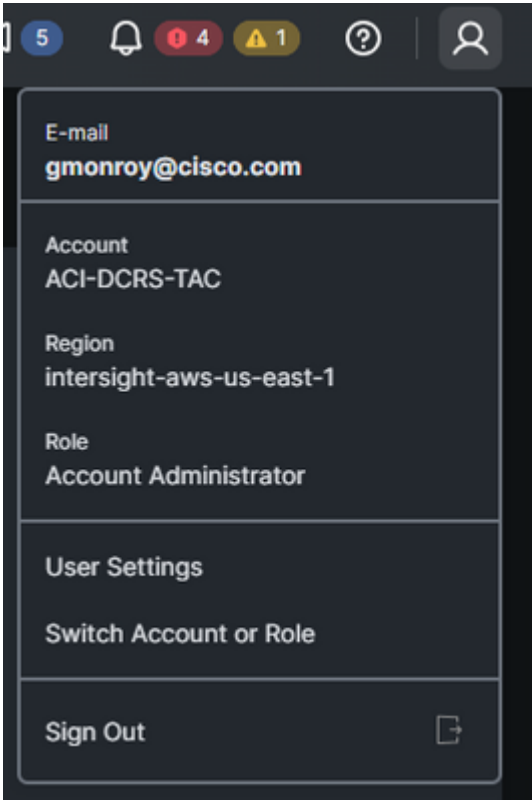 5 4 1
E-mail
gmonroy@cisco.com
Account
ACI-DCRS-TAC
Region
intersight-aws-us-east-1
Role
Account Administrator
User Settings
Switch Account or Role
Sign Out